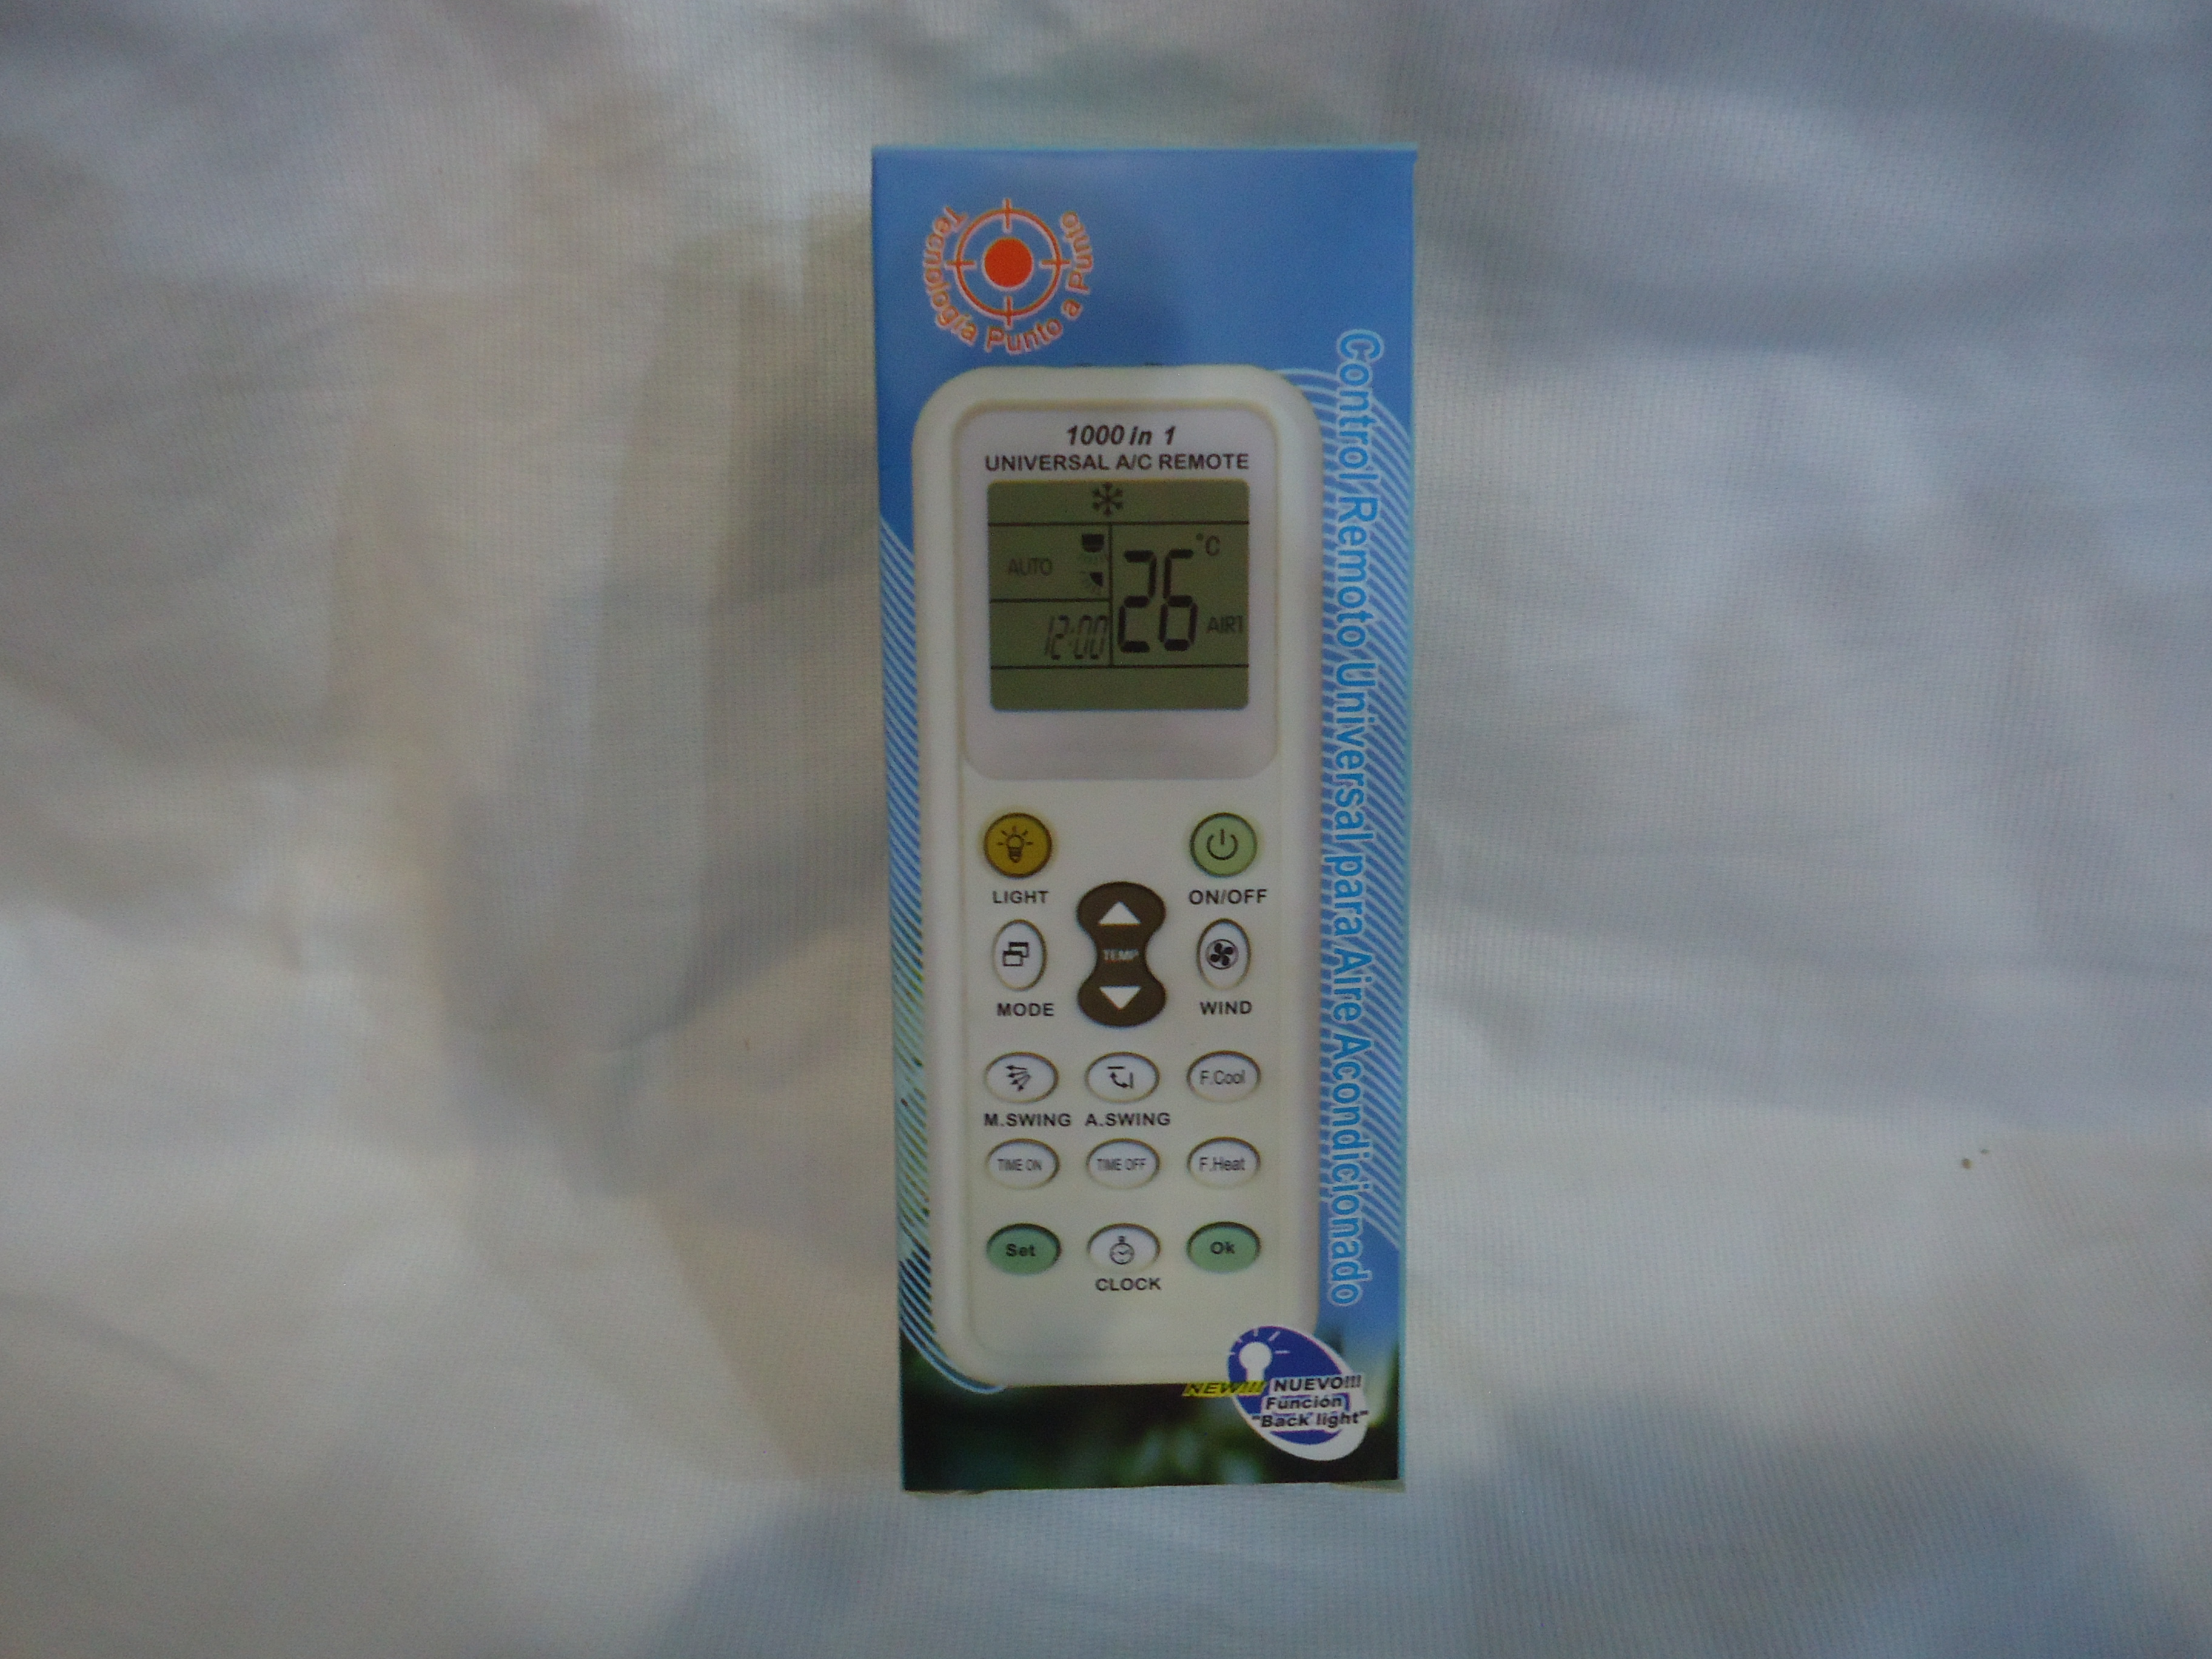 Tecnología Punto a Punto
Control Remoto Universal para Aire Acondicionado
1000 in 1
UNIVERSAL A/C REMOTE
°C
AUTO
26
12:00
AIR1
LIGHT
ON/OFF
TEMP
MODE
WIND
F.Cool
M.SWING A.SWING
TIME ON TIME OFF F.Heat
Set Ok
CLOCK
NEW!!! NUEVO!!!
Función
"Back light"